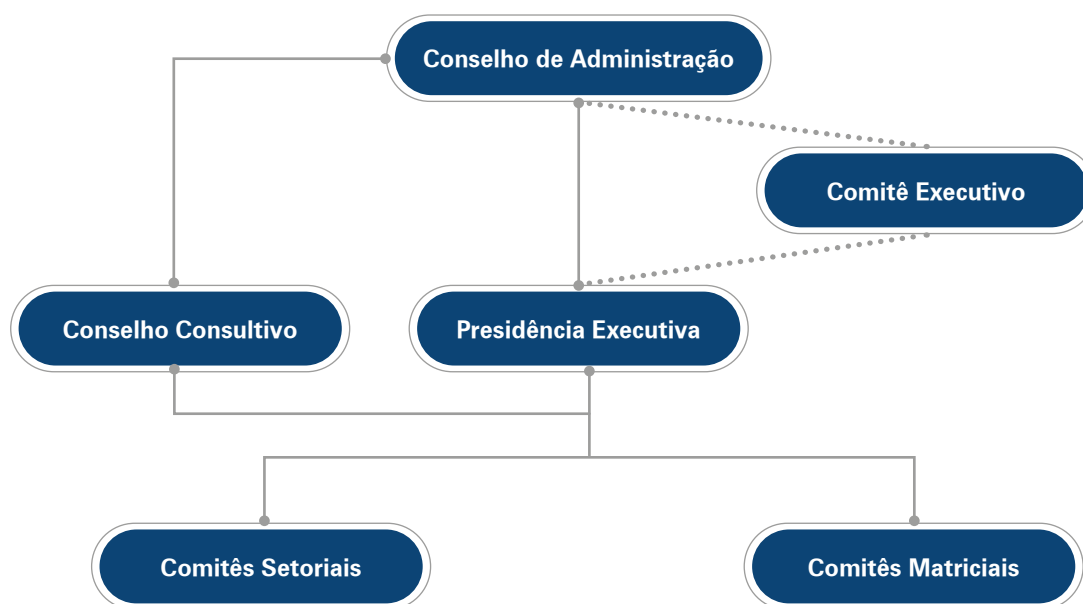 Conselho de Administração
Comitê Executivo
Conselho Consultivo
Presidência Executiva
Comitês Setoriais
Comitês Matriciais